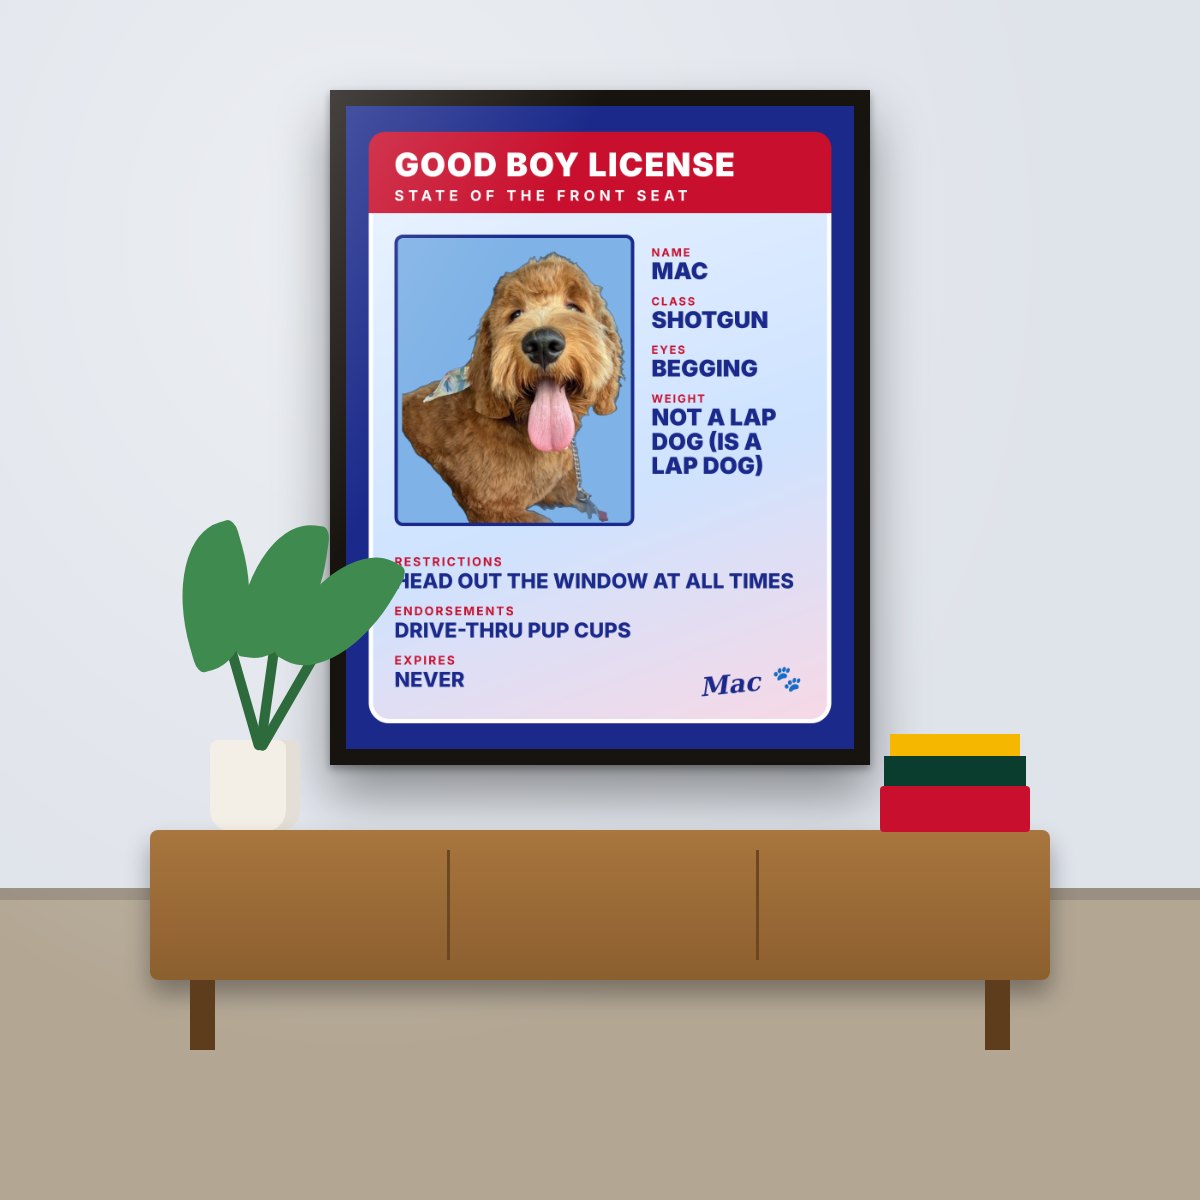 GOOD BOY LICENSE
STATE OF THE FRONT SEAT
NAME
MAC
CLASS
SHOTGUN
EYES
BEGGING
WEIGHT
NOT A LAP
DOG (IS A
LAP DOG)
RESTRICTIONS
HEAD OUT THE WINDOW AT ALL TIMES
ENDORSEMENTS
DRIVE-THRU PUP CUPS
EXPIRES
NEVER
Mac 🐾